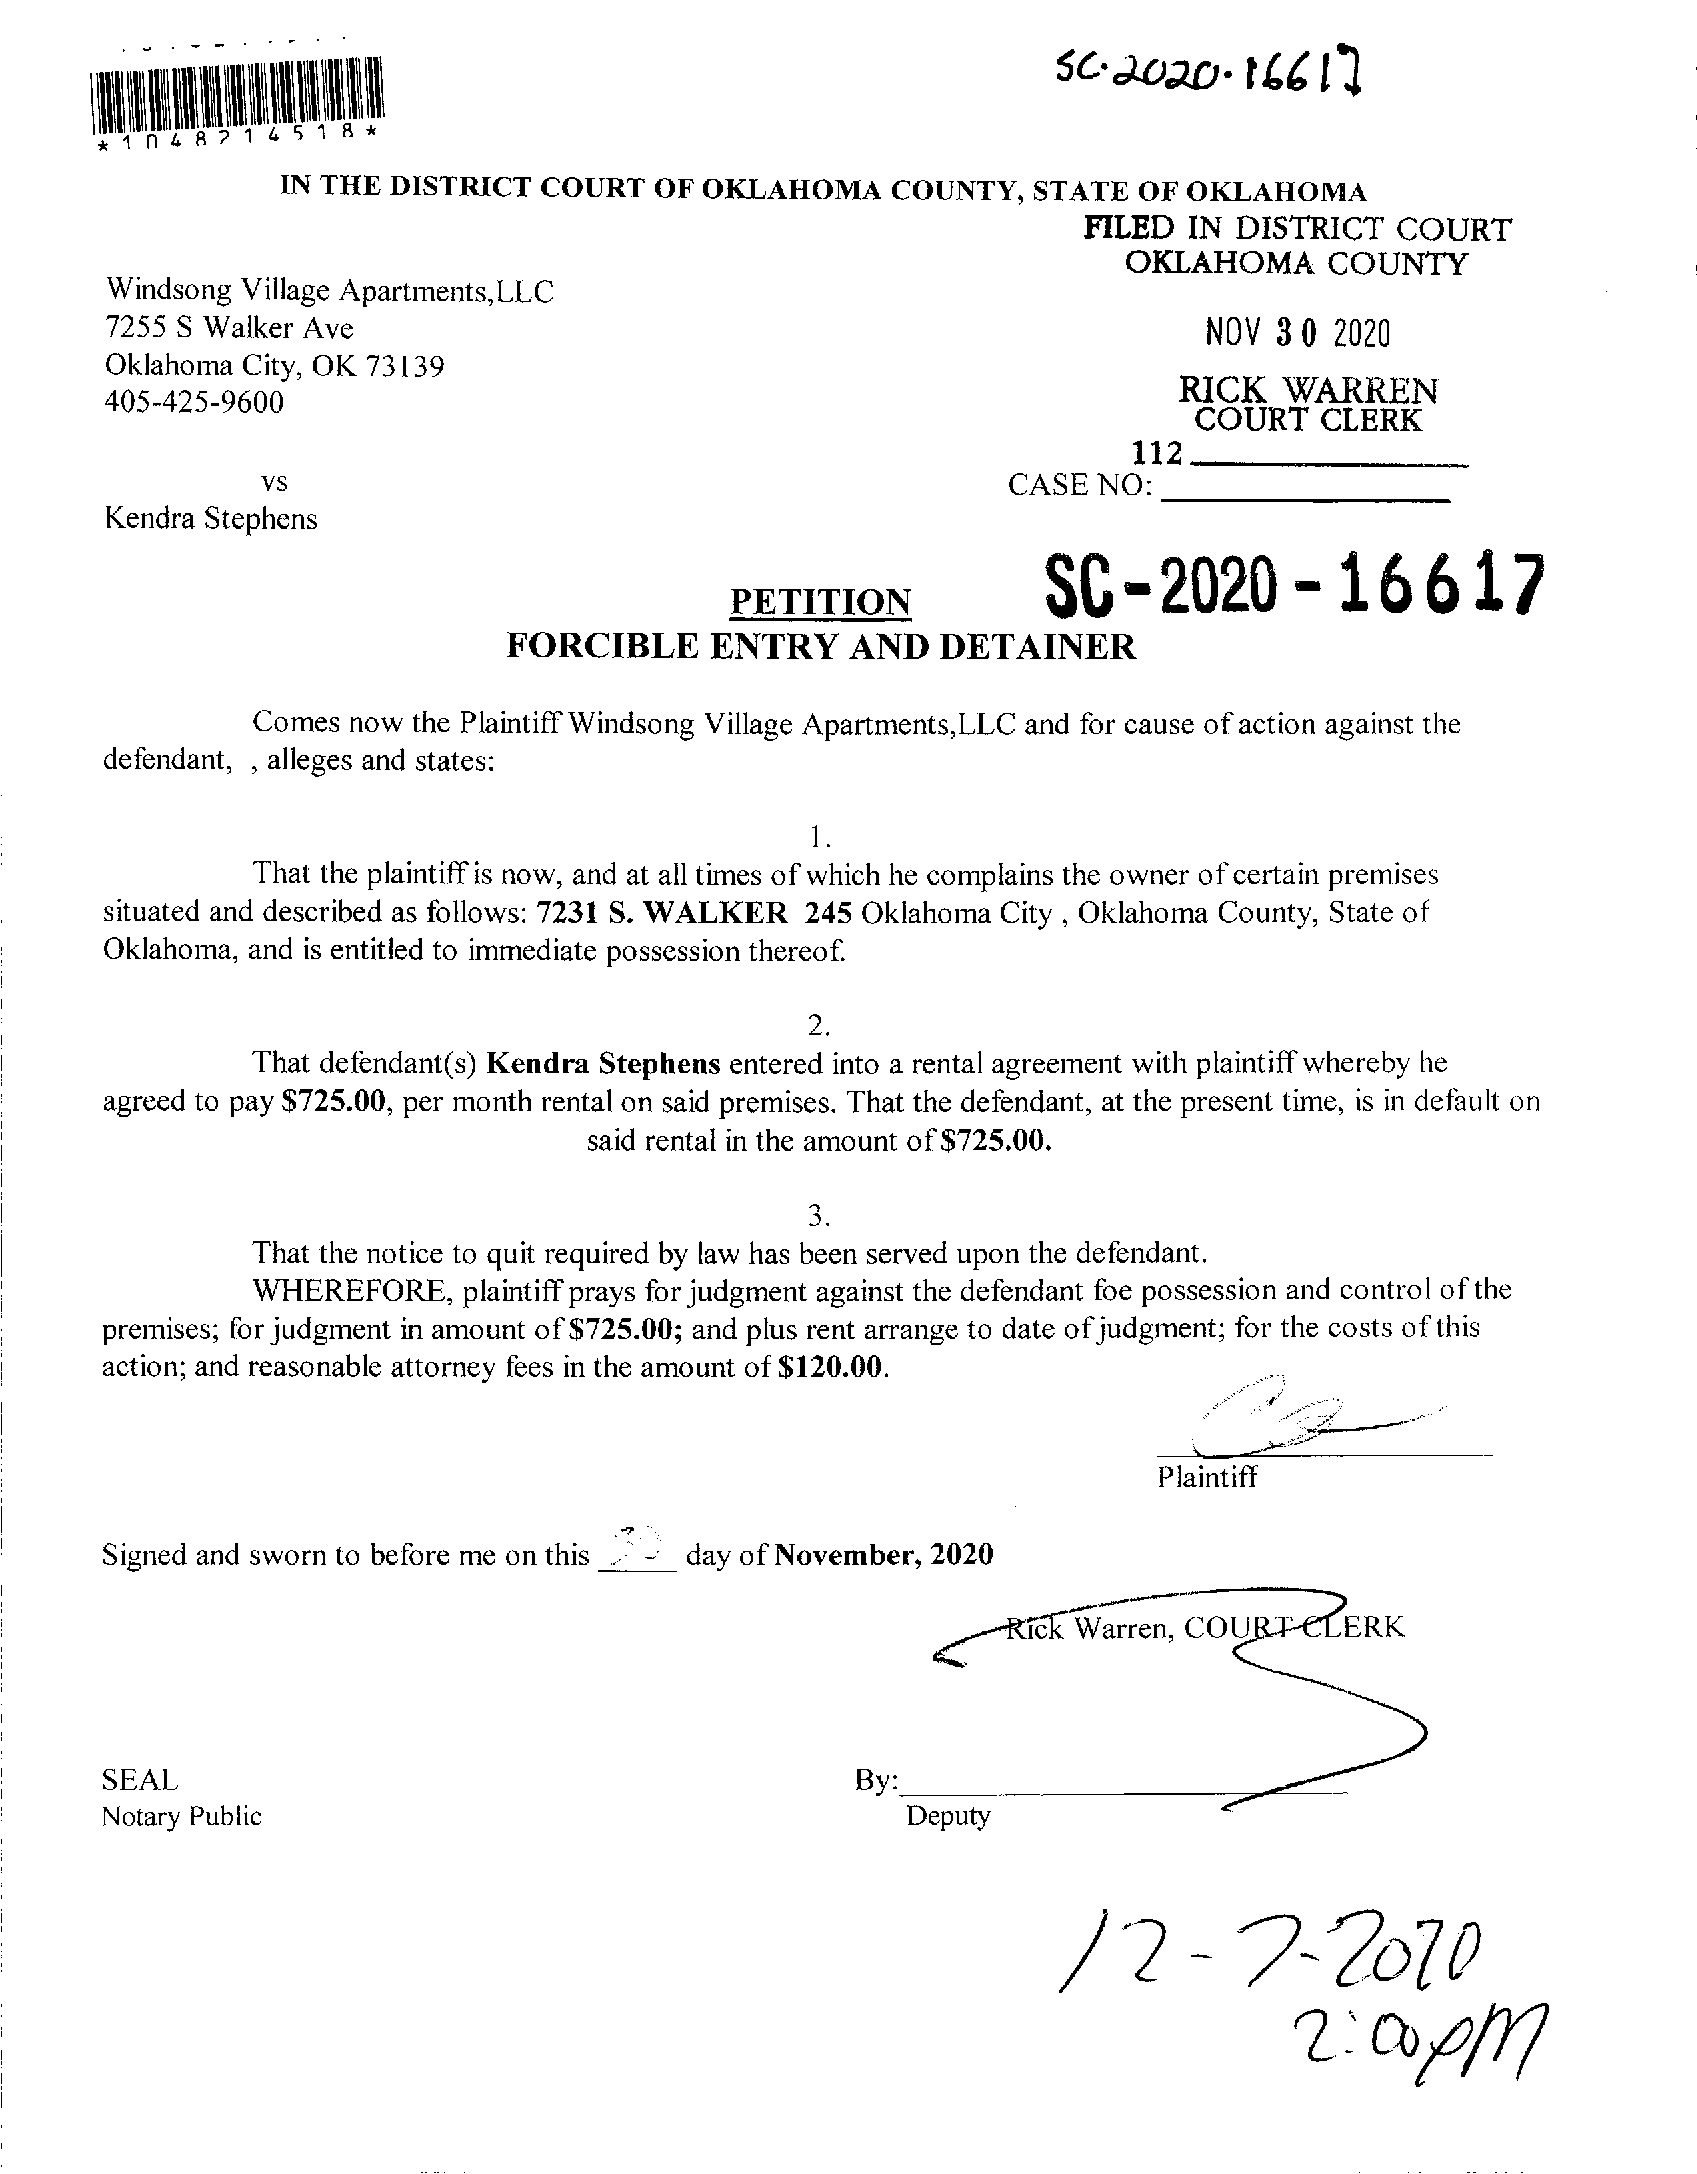 SC-2020-16617
*1048214518*
IN THE DISTRICT COURT OF OKLAHOMA COUNTY, STATE OF OKLAHOMA
FILED IN DISTRICT COURT
OKLAHOMA COUNTY
Windsong Village Apartments,LLC
7255 S Walker Ave
Oklahoma City, OK 73139
405-425-9600
NOV 30 2020
RICK WARREN
COURT CLERK
112
vs
CASE NO:
Kendra Stephens
SC-2020-16617
PETITION
FORCIBLE ENTRY AND DETAINER
Comes now the Plaintiff Windsong Village Apartments,LLC and for cause of action against the
defendant, , alleges and states:
1.
That the plaintiff is now, and at all times of which he complains the owner of certain premises
situated and described as follows: 7231 S. WALKER 245 Oklahoma City , Oklahoma County, State of
Oklahoma, and is entitled to immediate possession thereof.
2.
That defendant(s) Kendra Stephens entered into a rental agreement with plaintiff whereby he
agreed to pay $725.00, per month rental on said premises. That the defendant, at the present time, is in default on
said rental in the amount of $725.00.
3.
That the notice to quit required by law has been served upon the defendant.
WHEREFORE, plaintiff prays for judgment against the defendant foe possession and control of the
premises; for judgment in amount of $725.00; and plus rent arrange to date of judgment; for the costs of this
action; and reasonable attorney fees in the amount of $120.00.
Plaintiff
Signed and sworn to before me on this day of November, 2020
Rick Warren, COURT CLERK
SEAL
By:
Notary Public
Deputy
12-7-2020
2:00pm